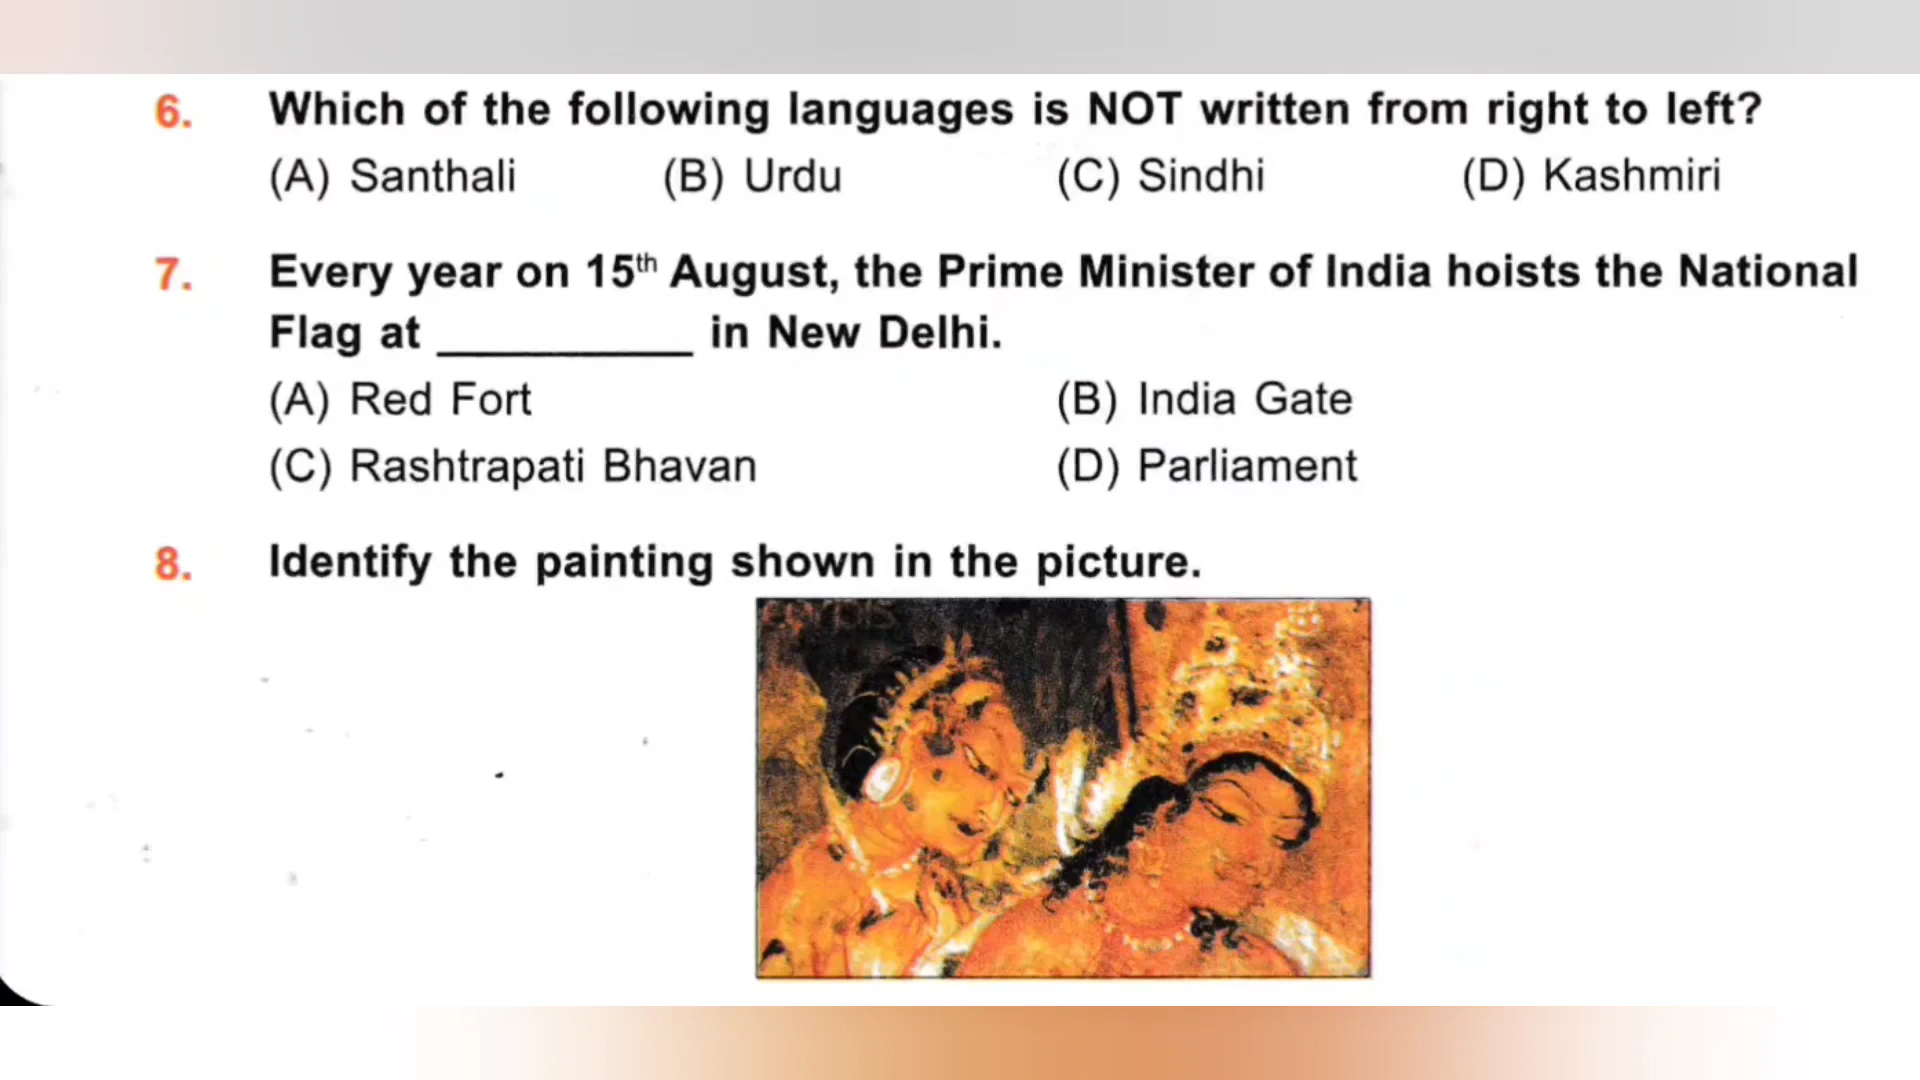 6. Which of the following languages is NOT written from right to left?
(A) Santhali (B) Urdu (C) Sindhi (D) Kashmiri
7. Every year on 15th August, the Prime Minister of India hoists the National
Flag at __________ in New Delhi.
(A) Red Fort (B) India Gate
(C) Rashtrapati Bhavan (D) Parliament
8. Identify the painting shown in the picture.